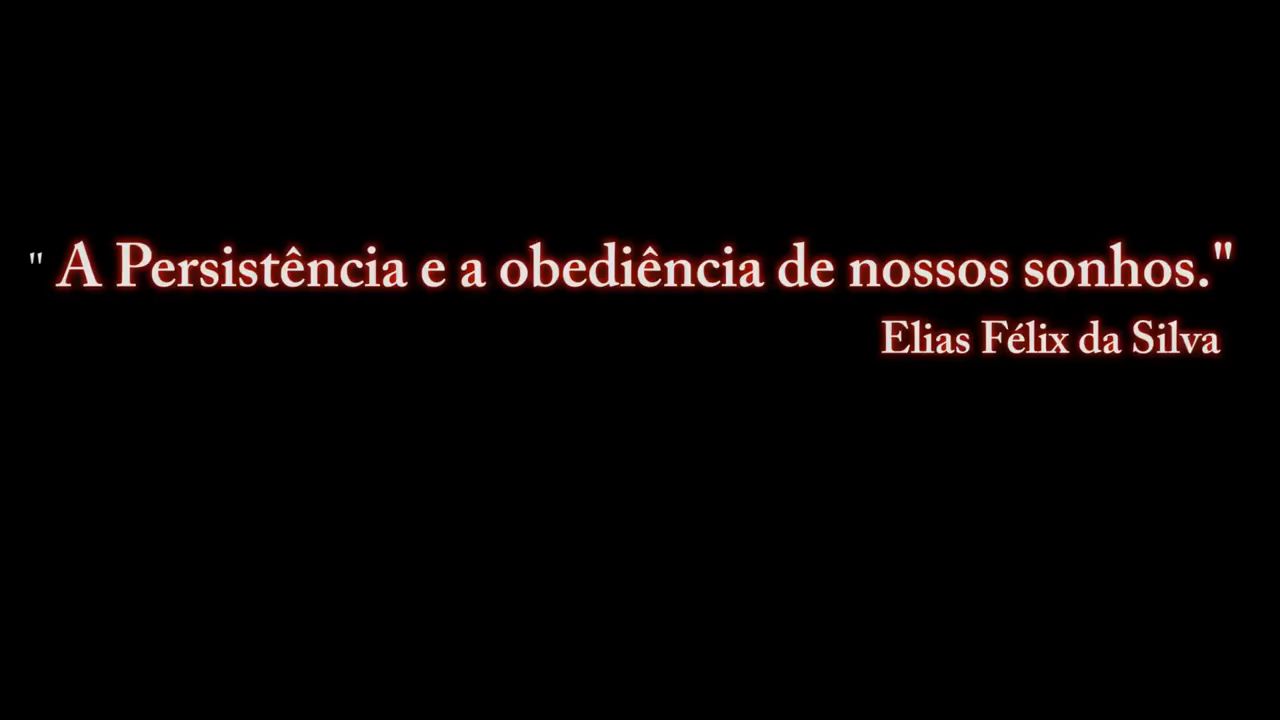 " A Persistência e a obediência de nossos sonhos."
Elias Félix da Silva